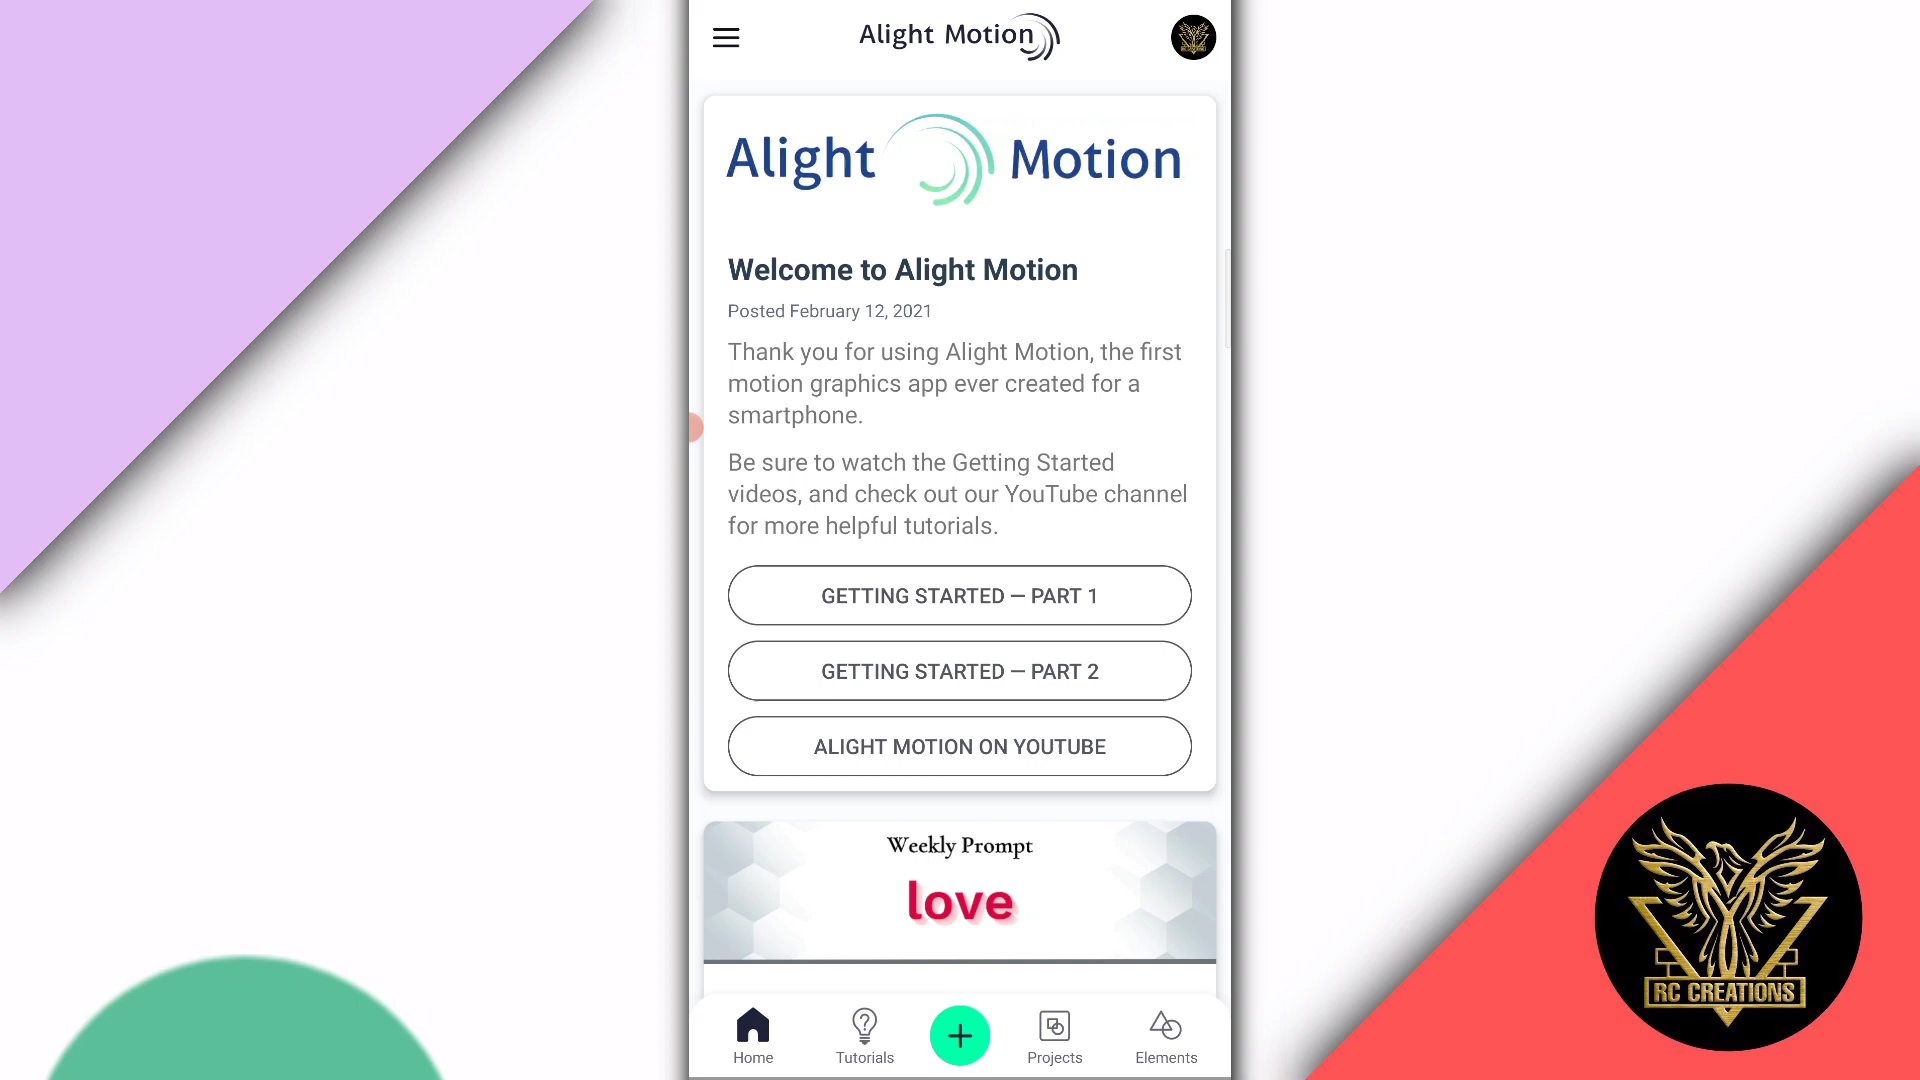 Alight Motion
Alight Motion
Welcome to Alight Motion
Posted February 12, 2021
Thank you for using Alight Motion, the first
motion graphics app ever created for a
smartphone.
Be sure to watch the Getting Started
videos, and check out our YouTube channel
for more helpful tutorials.
GETTING STARTED — PART 1
GETTING STARTED — PART 2
ALIGHT MOTION ON YOUTUBE
Weekly Prompt
love
Home
Tutorials
Projects
Elements
RC CREATIONS